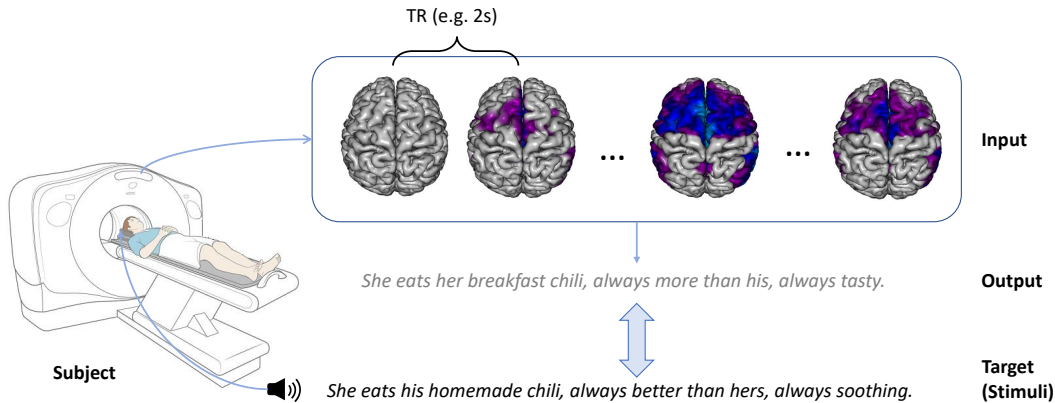 TR (e.g. 2s)
... ...
Input
She eats her breakfast chili, always more than his, always tasty.
Output
Subject
She eats his homemade chili, always better than hers, always soothing.
Target
(Stimuli)